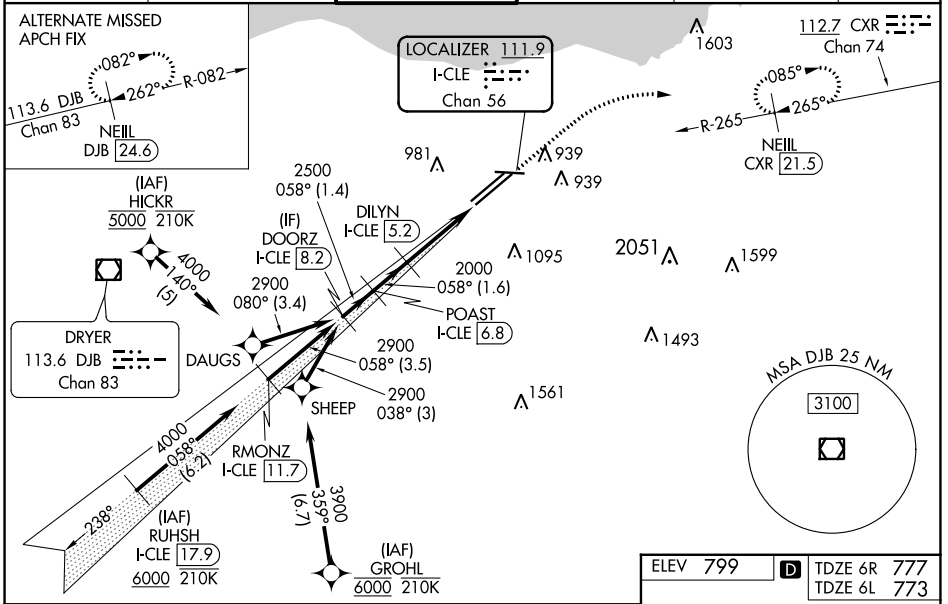 ALTERNATE MISSED
APCH FIX
082°
262°
R-082
113.6 DJB
Chan 83
NEIIL
DJB 24.6
LOCALIZER 111.9
I-CLE
Chan 56
1603
112.7 CXR
Chan 74
085°
265°
R-265
NEIIL
CXR 21.5
981
939
939
2500
058° (1.4)
(IAF)
HICKR
5000 210K
4000
140°
(5)
(IF)
DOORZ
I-CLE 8.2
DILYN
I-CLE 5.2
1095
2051
1599
2900
080° (3.4)
2000
058° (1.6)
POAST
I-CLE 6.8
DRYER
113.6 DJB
Chan 83
DAUGS
2900
058° (3.5)
1493
2900
038° (3)
SHEEP
1561
MSA DJB 25 NM
3100
4000
058°
(6.2)
RMONZ
I-CLE 11.7
3900
359°
(6.7)
238°
(IAF)
RUHSH
I-CLE 17.9
6000 210K
(IAF)
GROHL
6000 210K
ELEV 799
D
TDZE 6R 777
TDZE 6L 773